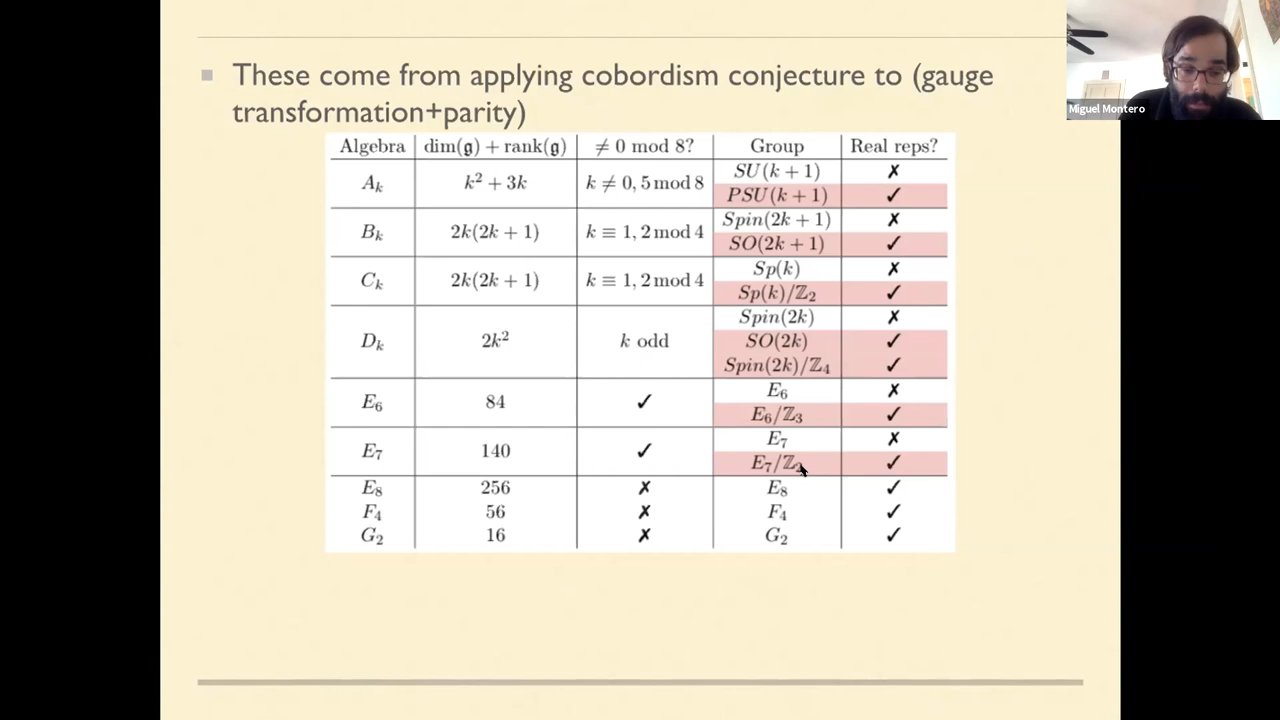 These come from applying cobordism conjecture to (gauge
transformation+parity)
Miguel Montero
Algebra dim(𝔤) + rank(𝔤) ≠ 0 mod 8? Group Real reps?
A_k k² + 3k k ≠ 0, 5 mod 8 SU(k + 1) ✗
PSU(k + 1) ✓
B_k 2k(2k + 1) k ≡ 1, 2 mod 4 Spin(2k + 1) ✗
SO(2k + 1) ✓
C_k 2k(2k + 1) k ≡ 1, 2 mod 4 Sp(k) ✗
Sp(k)/ℤ₂ ✓
D_k 2k² k odd Spin(2k) ✗
SO(2k) ✓
Spin(2k)/ℤ₄ ✓
E₆ 84 ✓ E₆ ✗
E₆/ℤ₃ ✓
E₇ 140 ✓ E₇ ✗
E₇/ℤ₂ ✓
E₈ 256 ✗ E₈ ✓
F₄ 56 ✗ F₄ ✓
G₂ 16 ✗ G₂ ✓